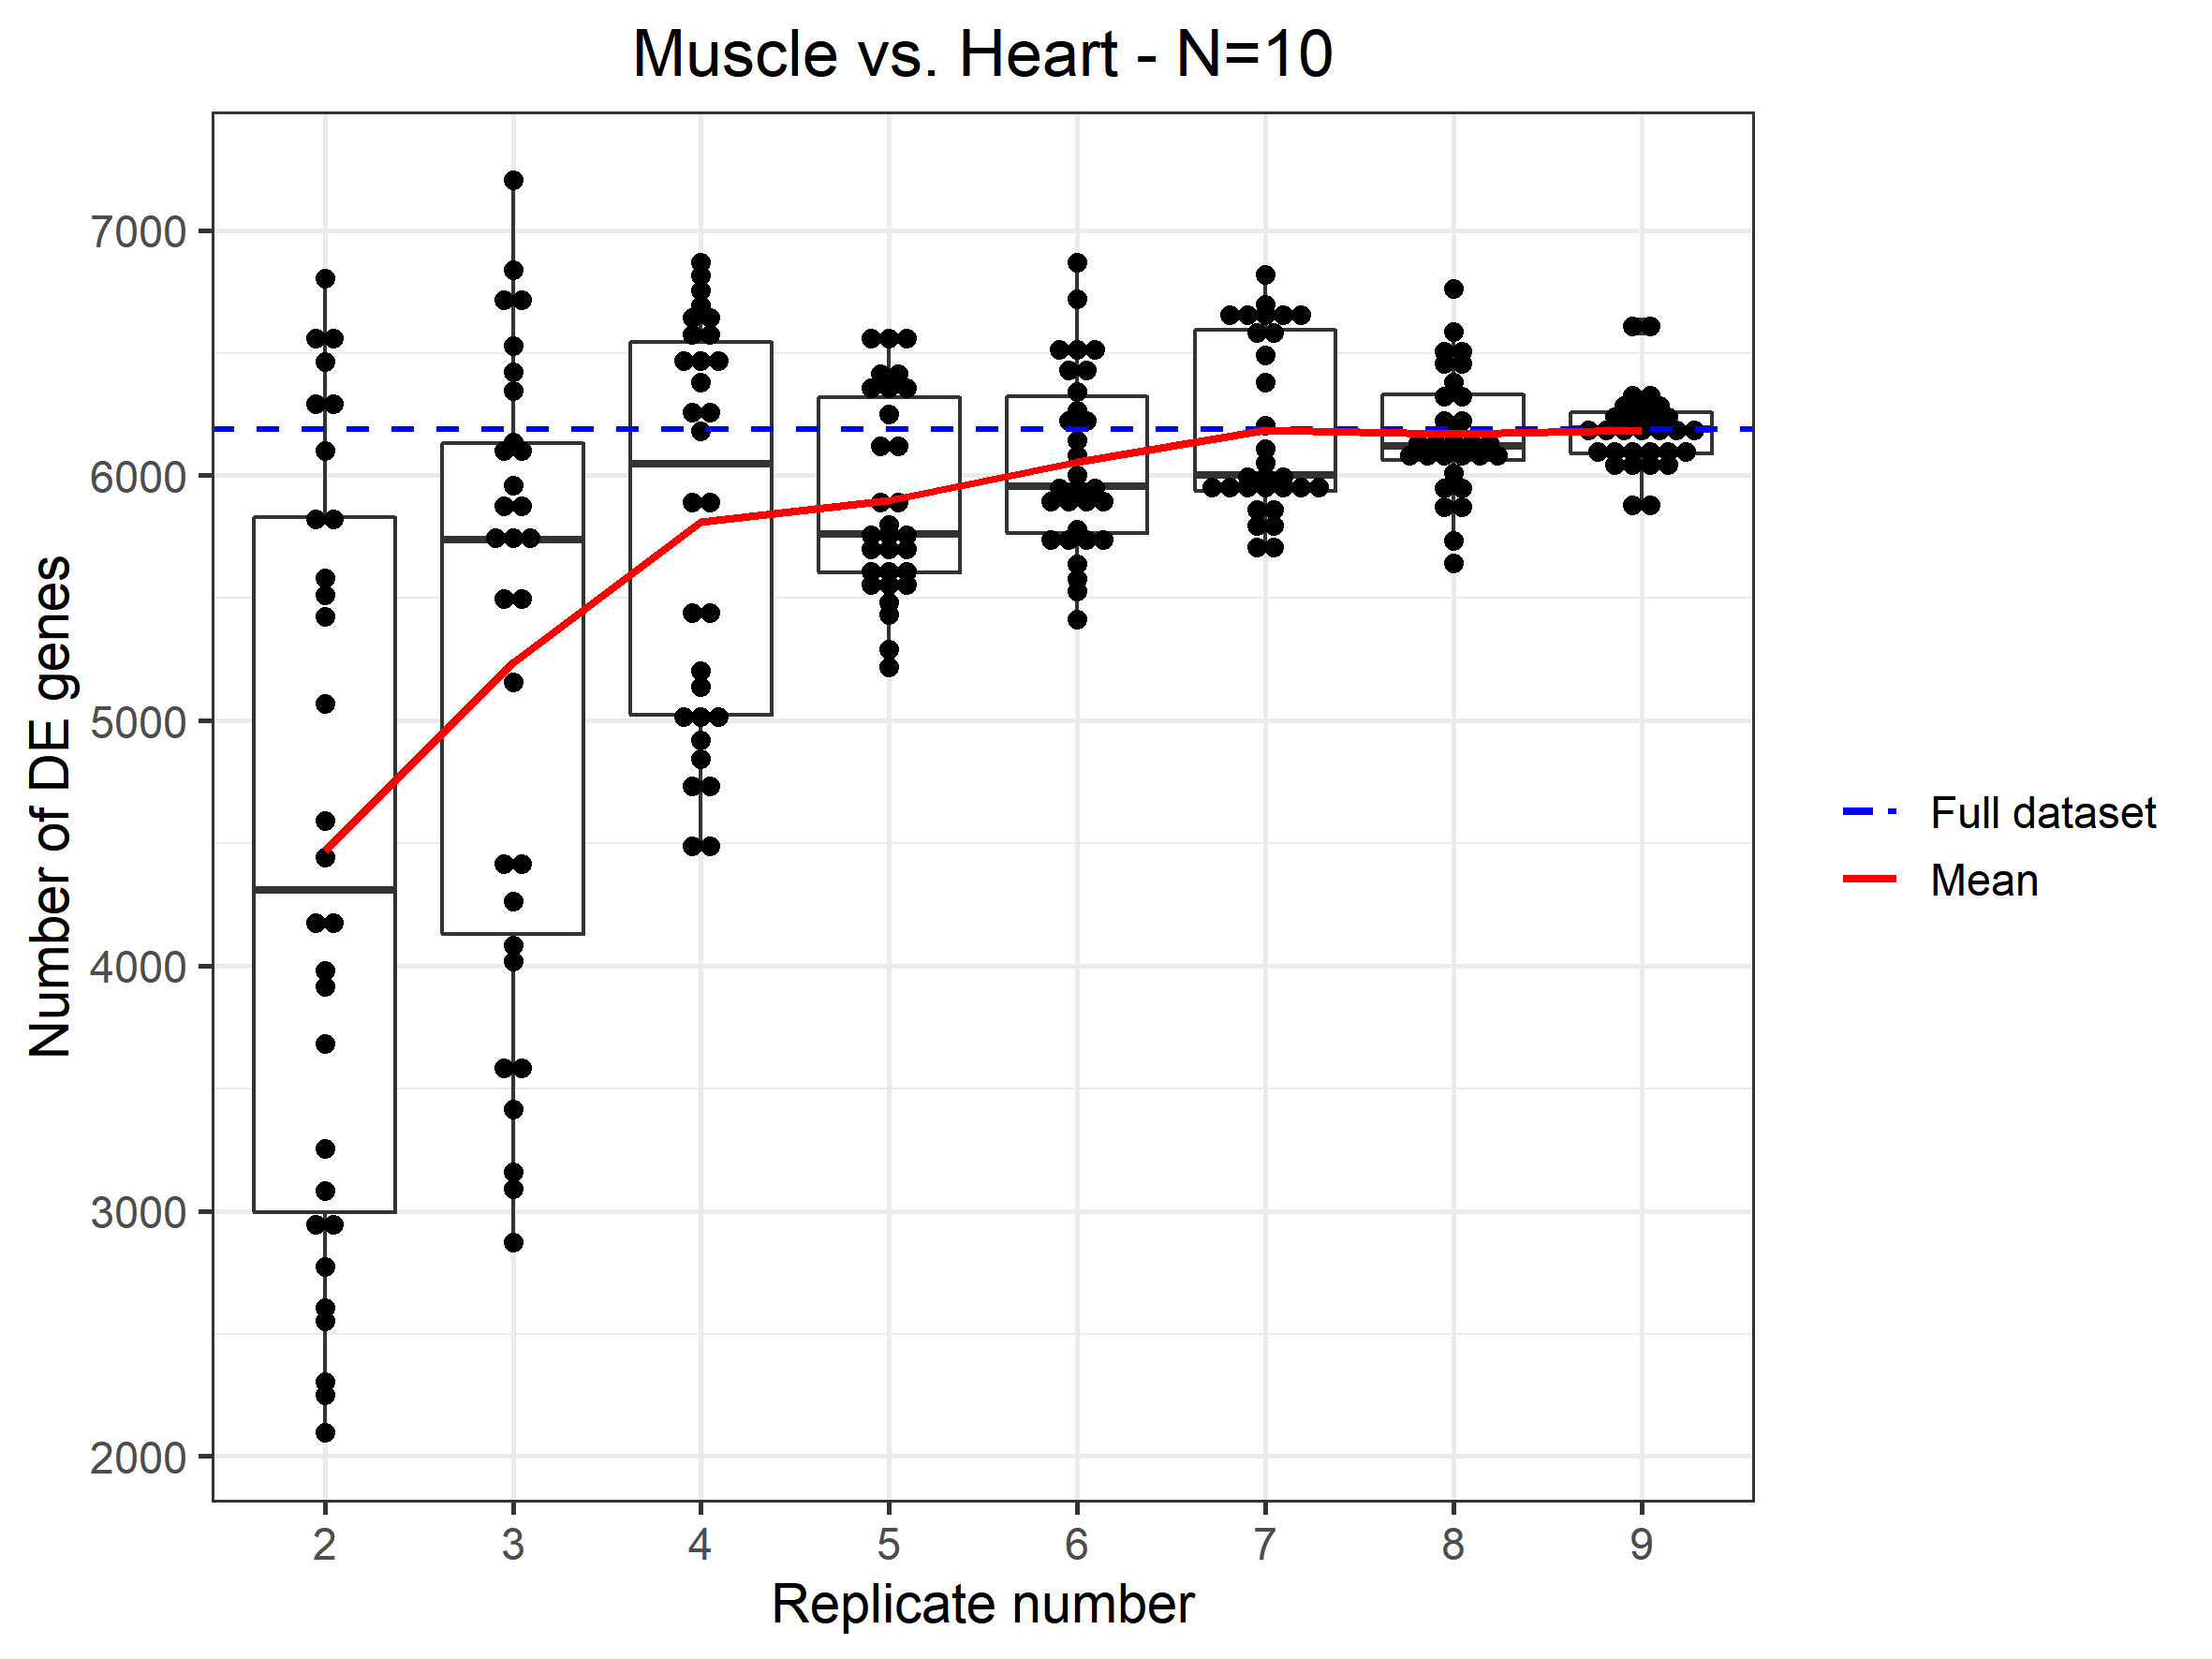 Muscle vs. Heart - N=10
Number of DE genes
7000
6000
5000
4000
3000
2000
2 3 4 5 6 7 8 9
Replicate number
Full dataset
Mean